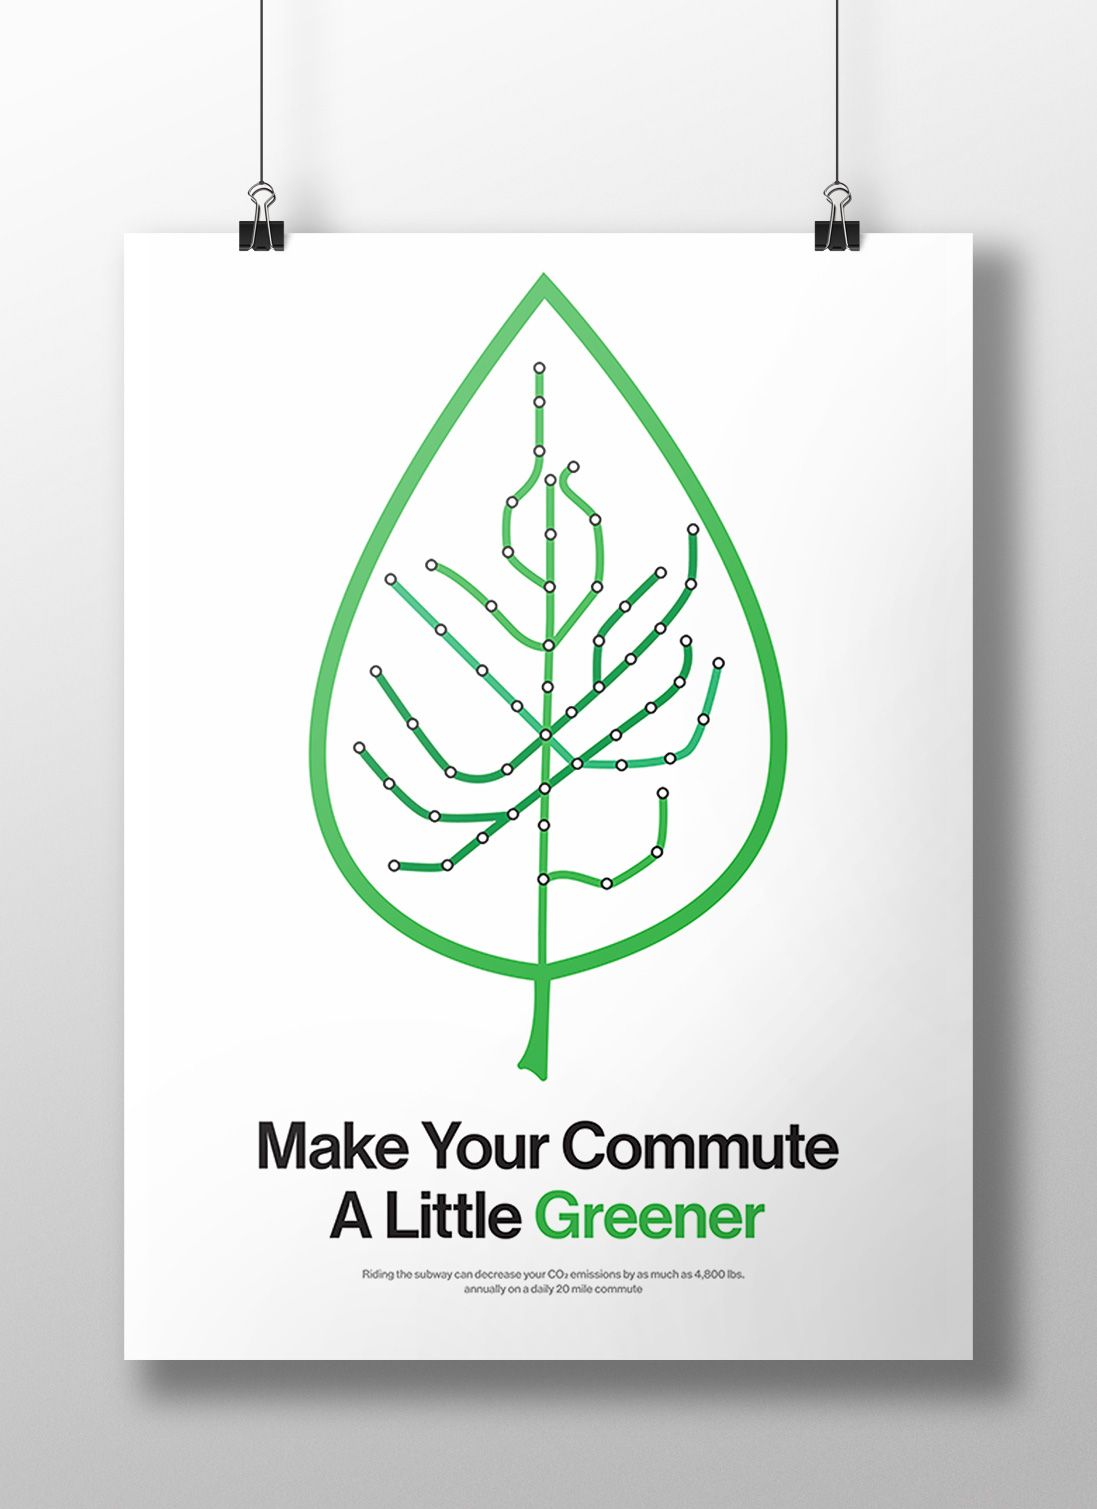 Make Your Commute
A Little Greener
Riding the subway can decrease your CO₂ emissions by as much as 4,800 lbs.
annually on a daily 20 mile commute